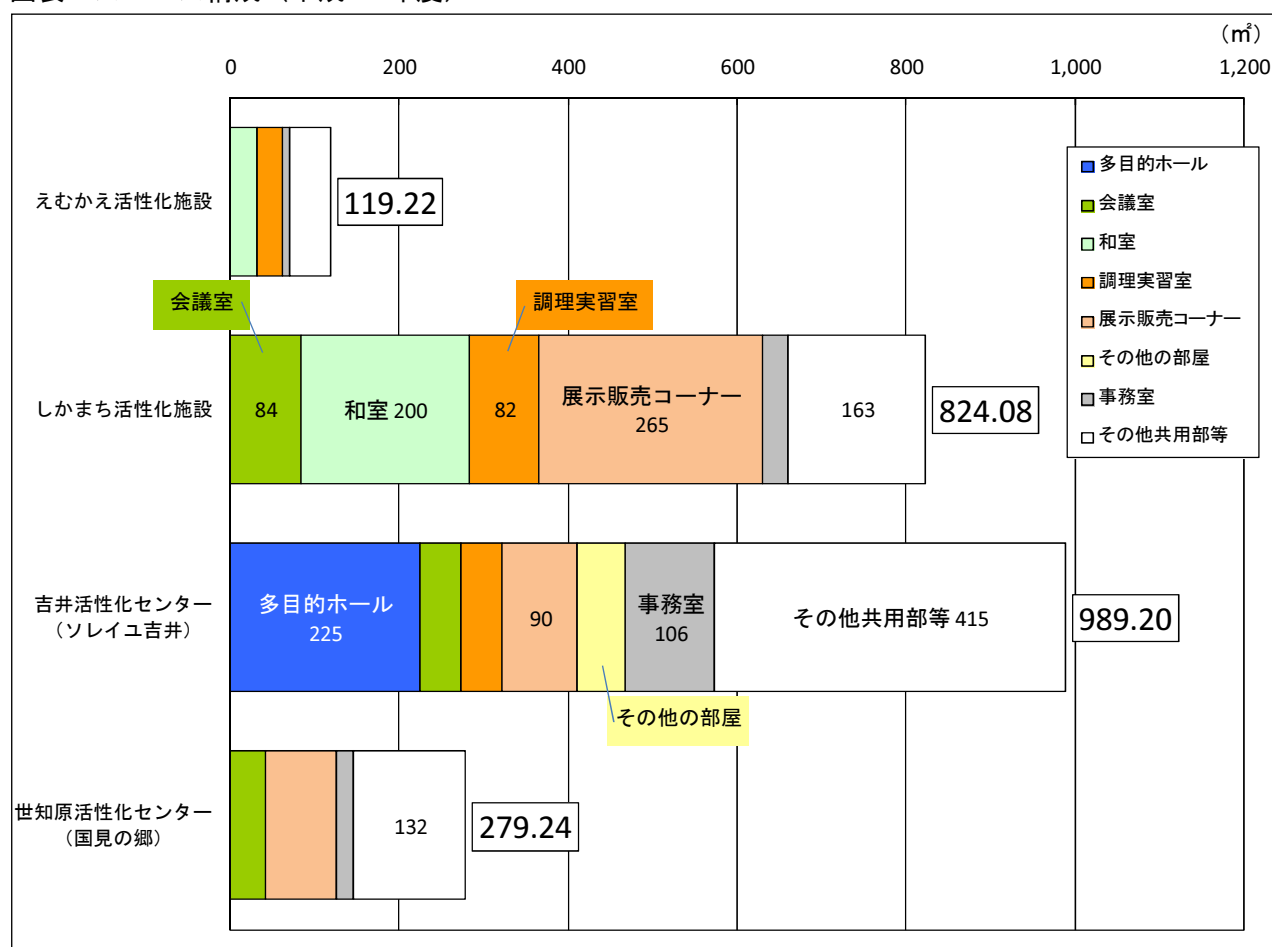 （㎡）
0 200 400 600 800 1,000 1,200
多目的ホール
会議室
和室
調理実習室
展示販売コーナー
その他の部屋
事務室
その他共用部等
えむかえ活性化施設
119.22
会議室
調理実習室
しかまち活性化施設
84
和室 200
82
展示販売コーナー
265
163
824.08
吉井活性化センター
（ソレイユ吉井）
多目的ホール
225
90
事務室
106
その他共用部等 415
989.20
その他の部屋
世知原活性化センター
（国見の郷）
132
279.24